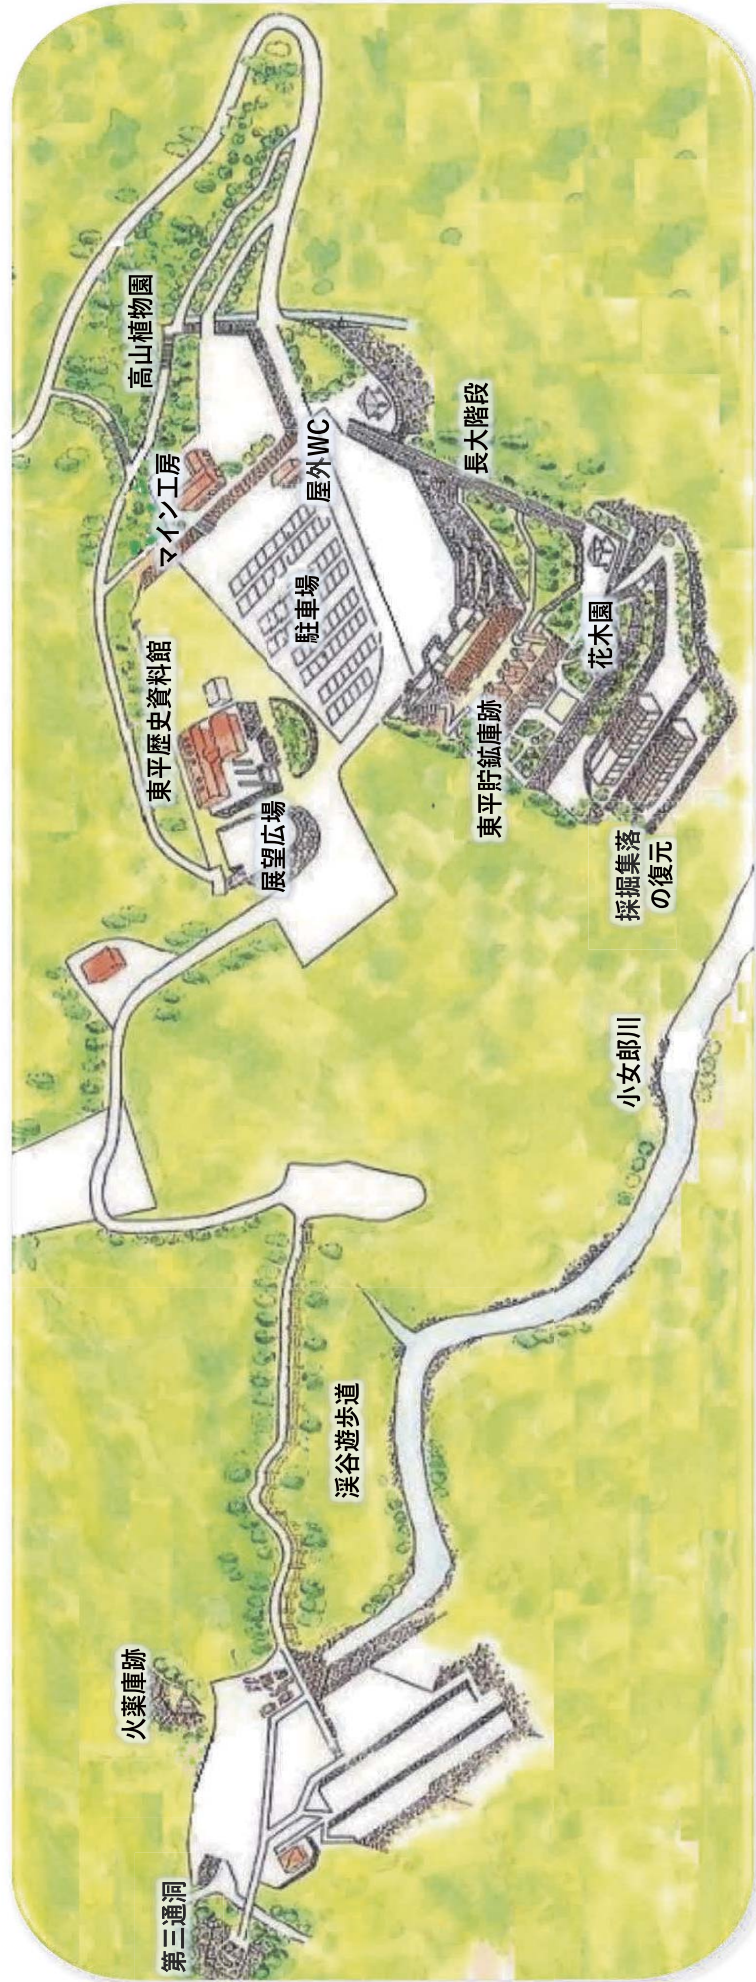 第三通洞
火薬庫跡
渓谷遊歩道
小女郎川
展望広場
東平歴史資料館
マイン工房
高山植物園
屋外WC
駐車場
長大階段
東平貯鉱庫跡
花木園
採掘集落
の復元